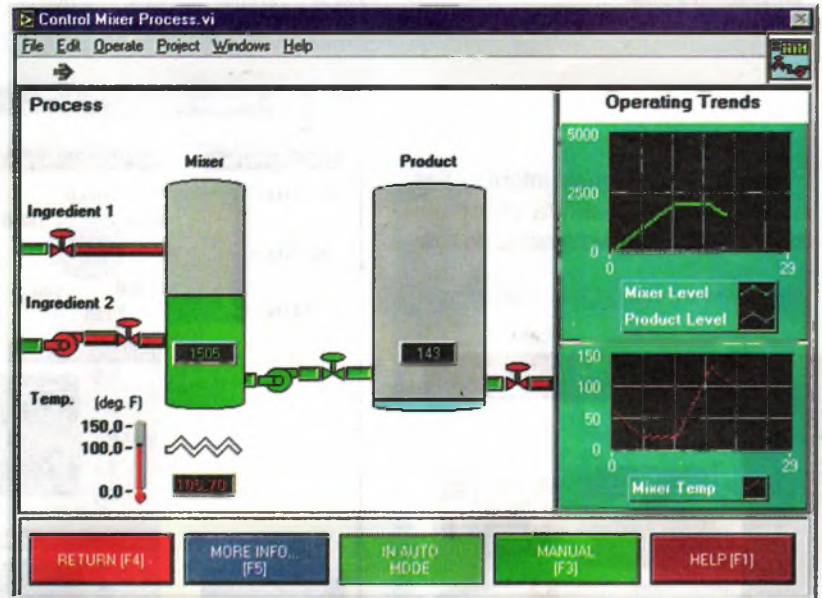 Control Mixer Process.vi
File Edit Operate Project Windows Help
Process
Operating Trends
Mixer
Product
Ingredient 1
Ingredient 2
1505
143
Temp.
(deg. F)
150,0-
100,0-
0,0-
105,70
5000
2500
0
0
29
Mixer Level
Product Level
150
100
50
0
0
29
Mixer Temp
RETURN [F4]
MORE INFO...
[F5]
IN AUTO
MODE
MANUAL
[F3]
HELP [F1]